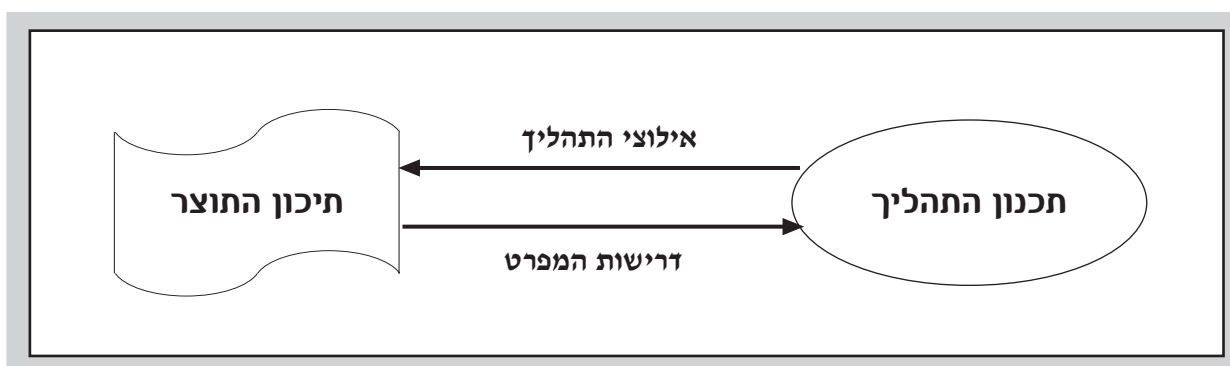 אילוצי התהליך
תכנון התהליך
תיכון התוצר
דרישות המפרט